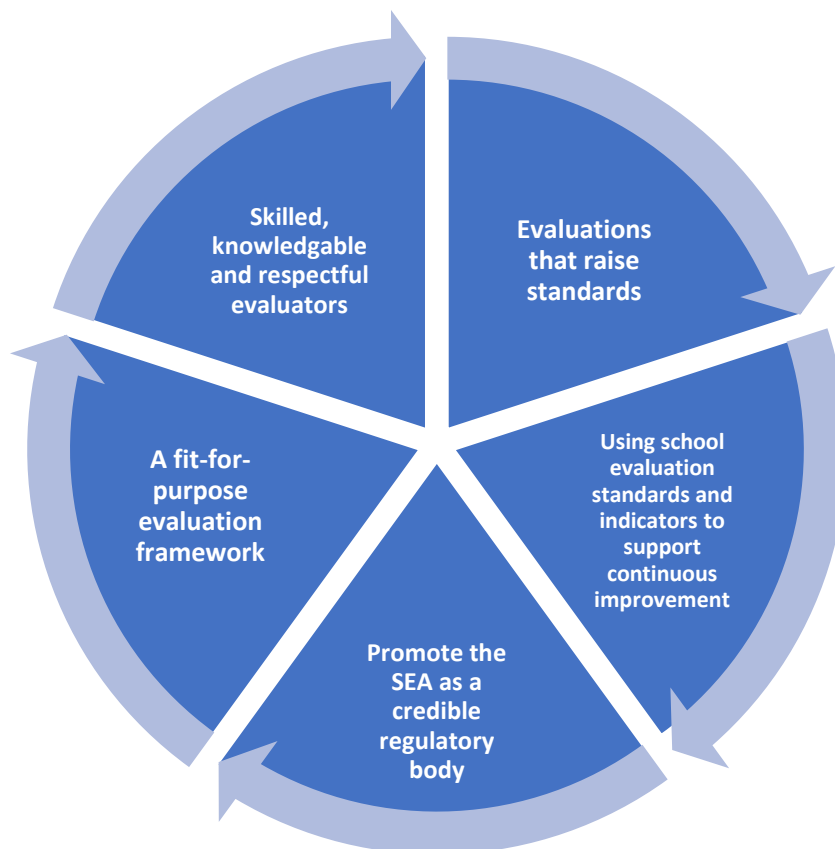 Skilled,
knowledgable
and respectful
evaluators
Evaluations
that raise
standards
Using school
evaluation
standards and
indicators to
support
continuous
improvement
Promote the
SEA as a
credible
regulatory
body
A fit-for-
purpose
evaluation
framework